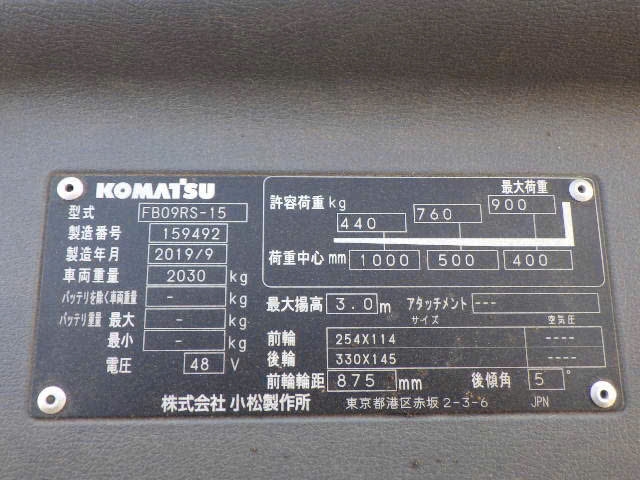 KOMATSU
型式 FB09RS-15
製造番号 159492
製造年月 2019/9
車両重量 2030 kg
バッテリを除く車両重量 - kg
バッテリ重量 最大 - kg
最小 - kg
電圧 48 V
最大荷重
許容荷重 kg 440 760 900
荷重中心 mm 1000 500 400
最大揚高 3.0 m アタッチメント ---
サイズ 空気圧
前輪 254X114 ----
後輪 330X145 ----
前輪輪距 875 mm 後傾角 5°
株式会社 小松製作所 東京都港区赤坂 2-3-6 JPN